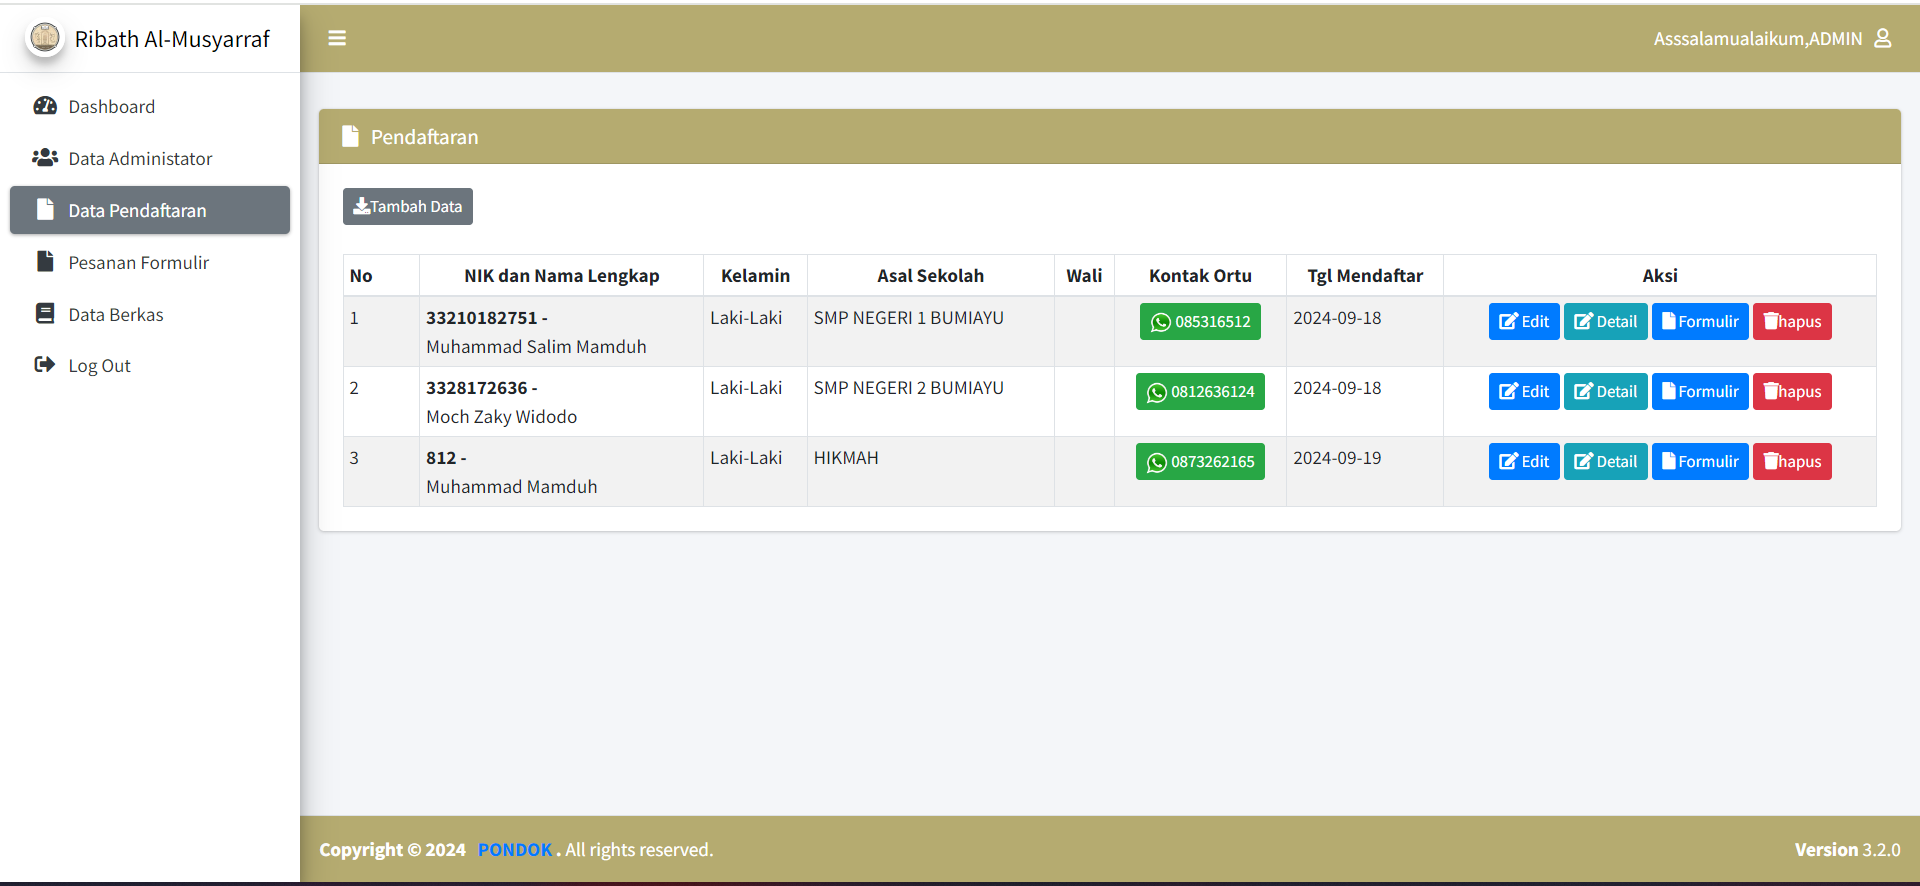 Ribath Al-Musyarraf
Asssalamualaikum,ADMIN
Dashboard
Data Administator
Data Pendaftaran
Pesanan Formulir
Data Berkas
Log Out
Pendaftaran
Tambah Data
No NIK dan Nama Lengkap Kelamin Asal Sekolah Wali Kontak Ortu Tgl Mendaftar Aksi
1 33210182751 - Laki-Laki SMP NEGERI 1 BUMIAYU 085316512 2024-09-18 Edit Detail Formulir hapus
Muhammad Salim Mamduh
2 3328172636 - Laki-Laki SMP NEGERI 2 BUMIAYU 0812636124 2024-09-18 Edit Detail Formulir hapus
Moch Zaky Widodo
3 812 - Laki-Laki HIKMAH 0873262165 2024-09-19 Edit Detail Formulir hapus
Muhammad Mamduh
Copyright © 2024 PONDOK . All rights reserved.
Version 3.2.0